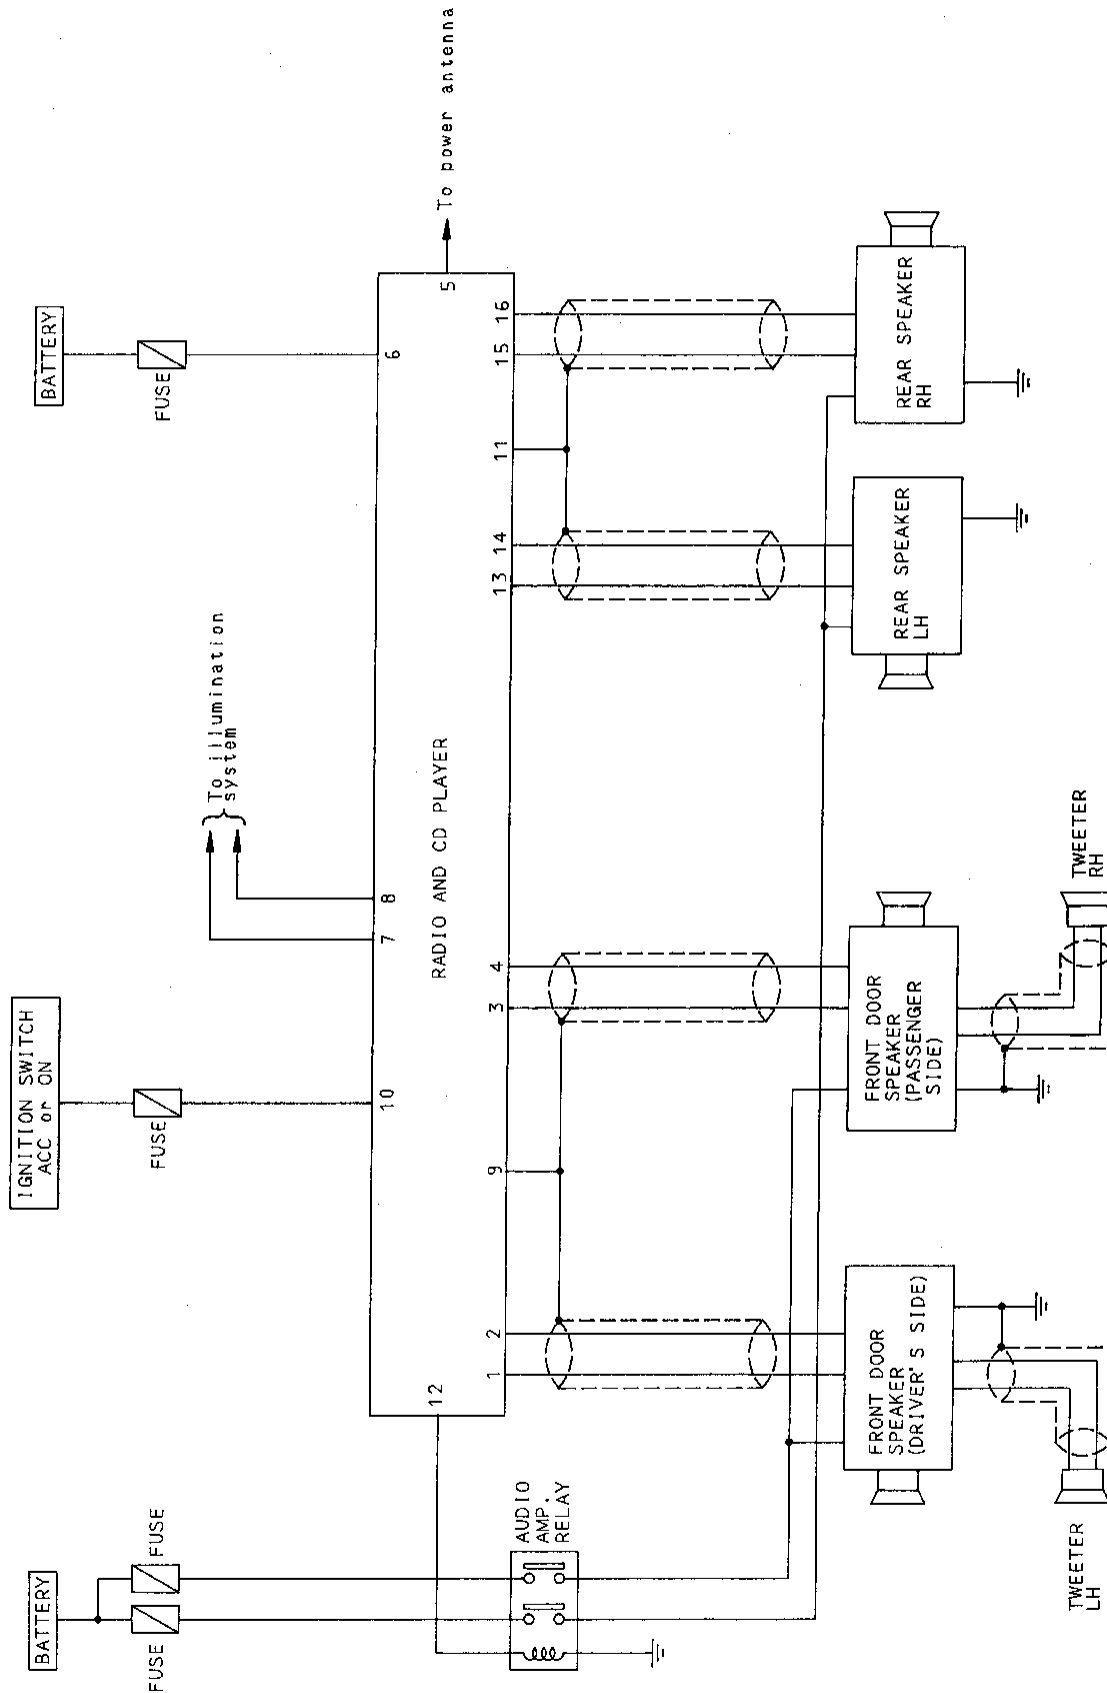 BATTERY
FUSE
FUSE
IGNITION SWITCH
ACC or ON
FUSE
To illumination
system
BATTERY
FUSE
To power antenna
12
10
7
8
6
5
RADIO AND CD PLAYER
1
2
9
3
4
13
14
11
15
16
AUDIO
AMP.
RELAY
FRONT DOOR
SPEAKER
(DRIVER'S SIDE)
FRONT DOOR
SPEAKER
(PASSENGER
SIDE)
REAR SPEAKER
LH
REAR SPEAKER
RH
TWEETER
LH
TWEETER
RH